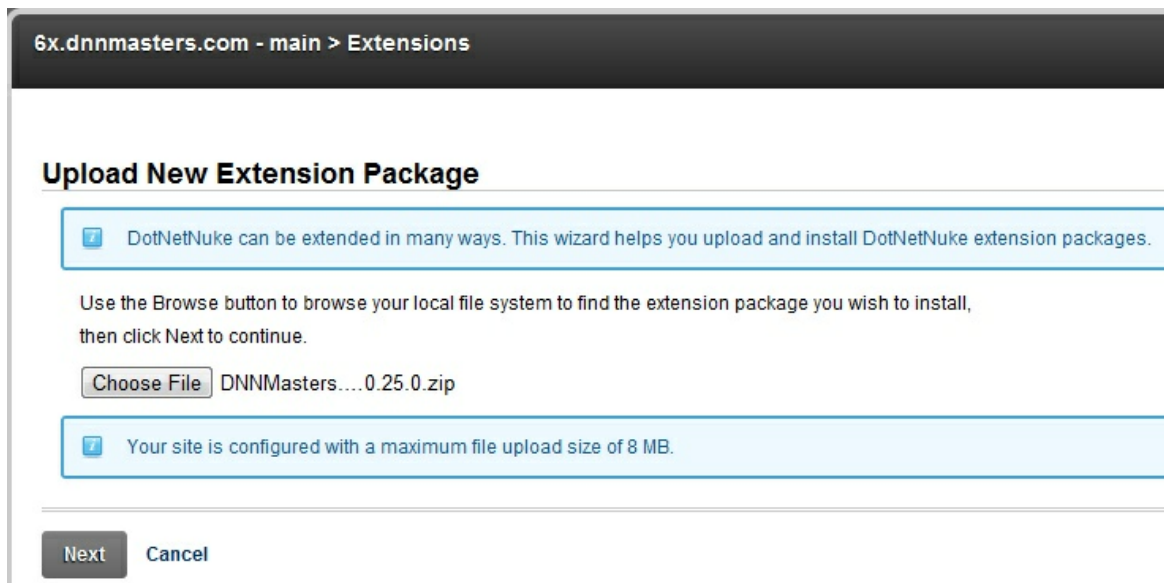 6x.dnnmasters.com - main > Extensions
Upload New Extension Package
DotNetNuke can be extended in many ways. This wizard helps you upload and install DotNetNuke extension packages.
Use the Browse button to browse your local file system to find the extension package you wish to install,
then click Next to continue.
Choose File DNNMasters....0.25.0.zip
Your site is configured with a maximum file upload size of 8 MB.
Next Cancel